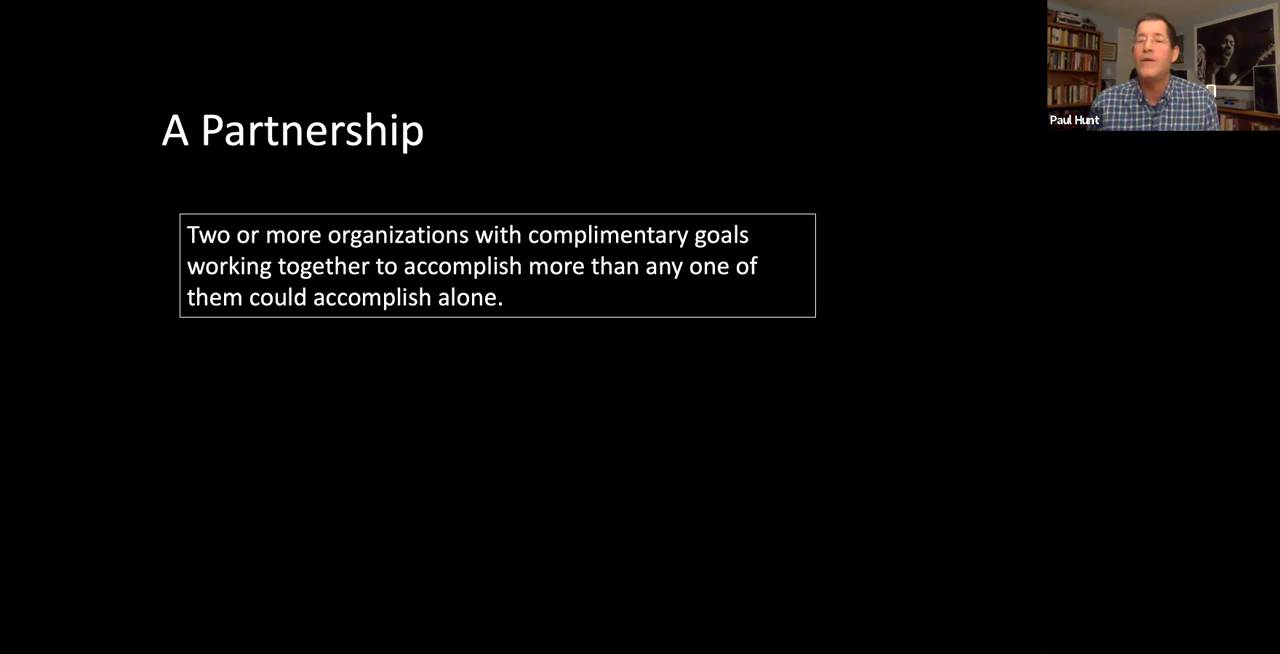 A Partnership
Two or more organizations with complimentary goals
working together to accomplish more than any one of
them could accomplish alone.
Paul Hunt